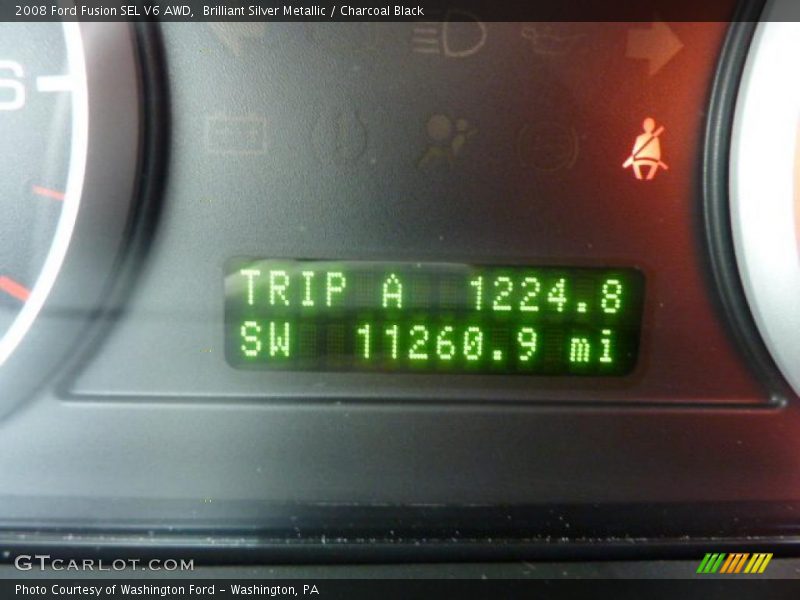 2008 Ford Fusion SEL V6 AWD,  Brilliant Silver Metallic / Charcoal Black
6
TRIP A 1224.8
SW 11260.9 mi
GTCARLOT.COM
Photo Courtesy of Washington Ford - Washington, PA